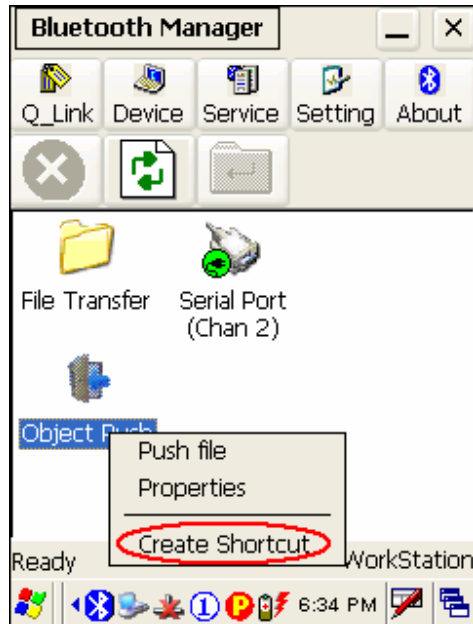 Bluetooth Manager
Q_Link Device Service Setting About
File Transfer Serial Port
(Chan 2)
Object Push
Push file
Properties
Create Shortcut
Ready WorkStation
1 P 6:34 PM